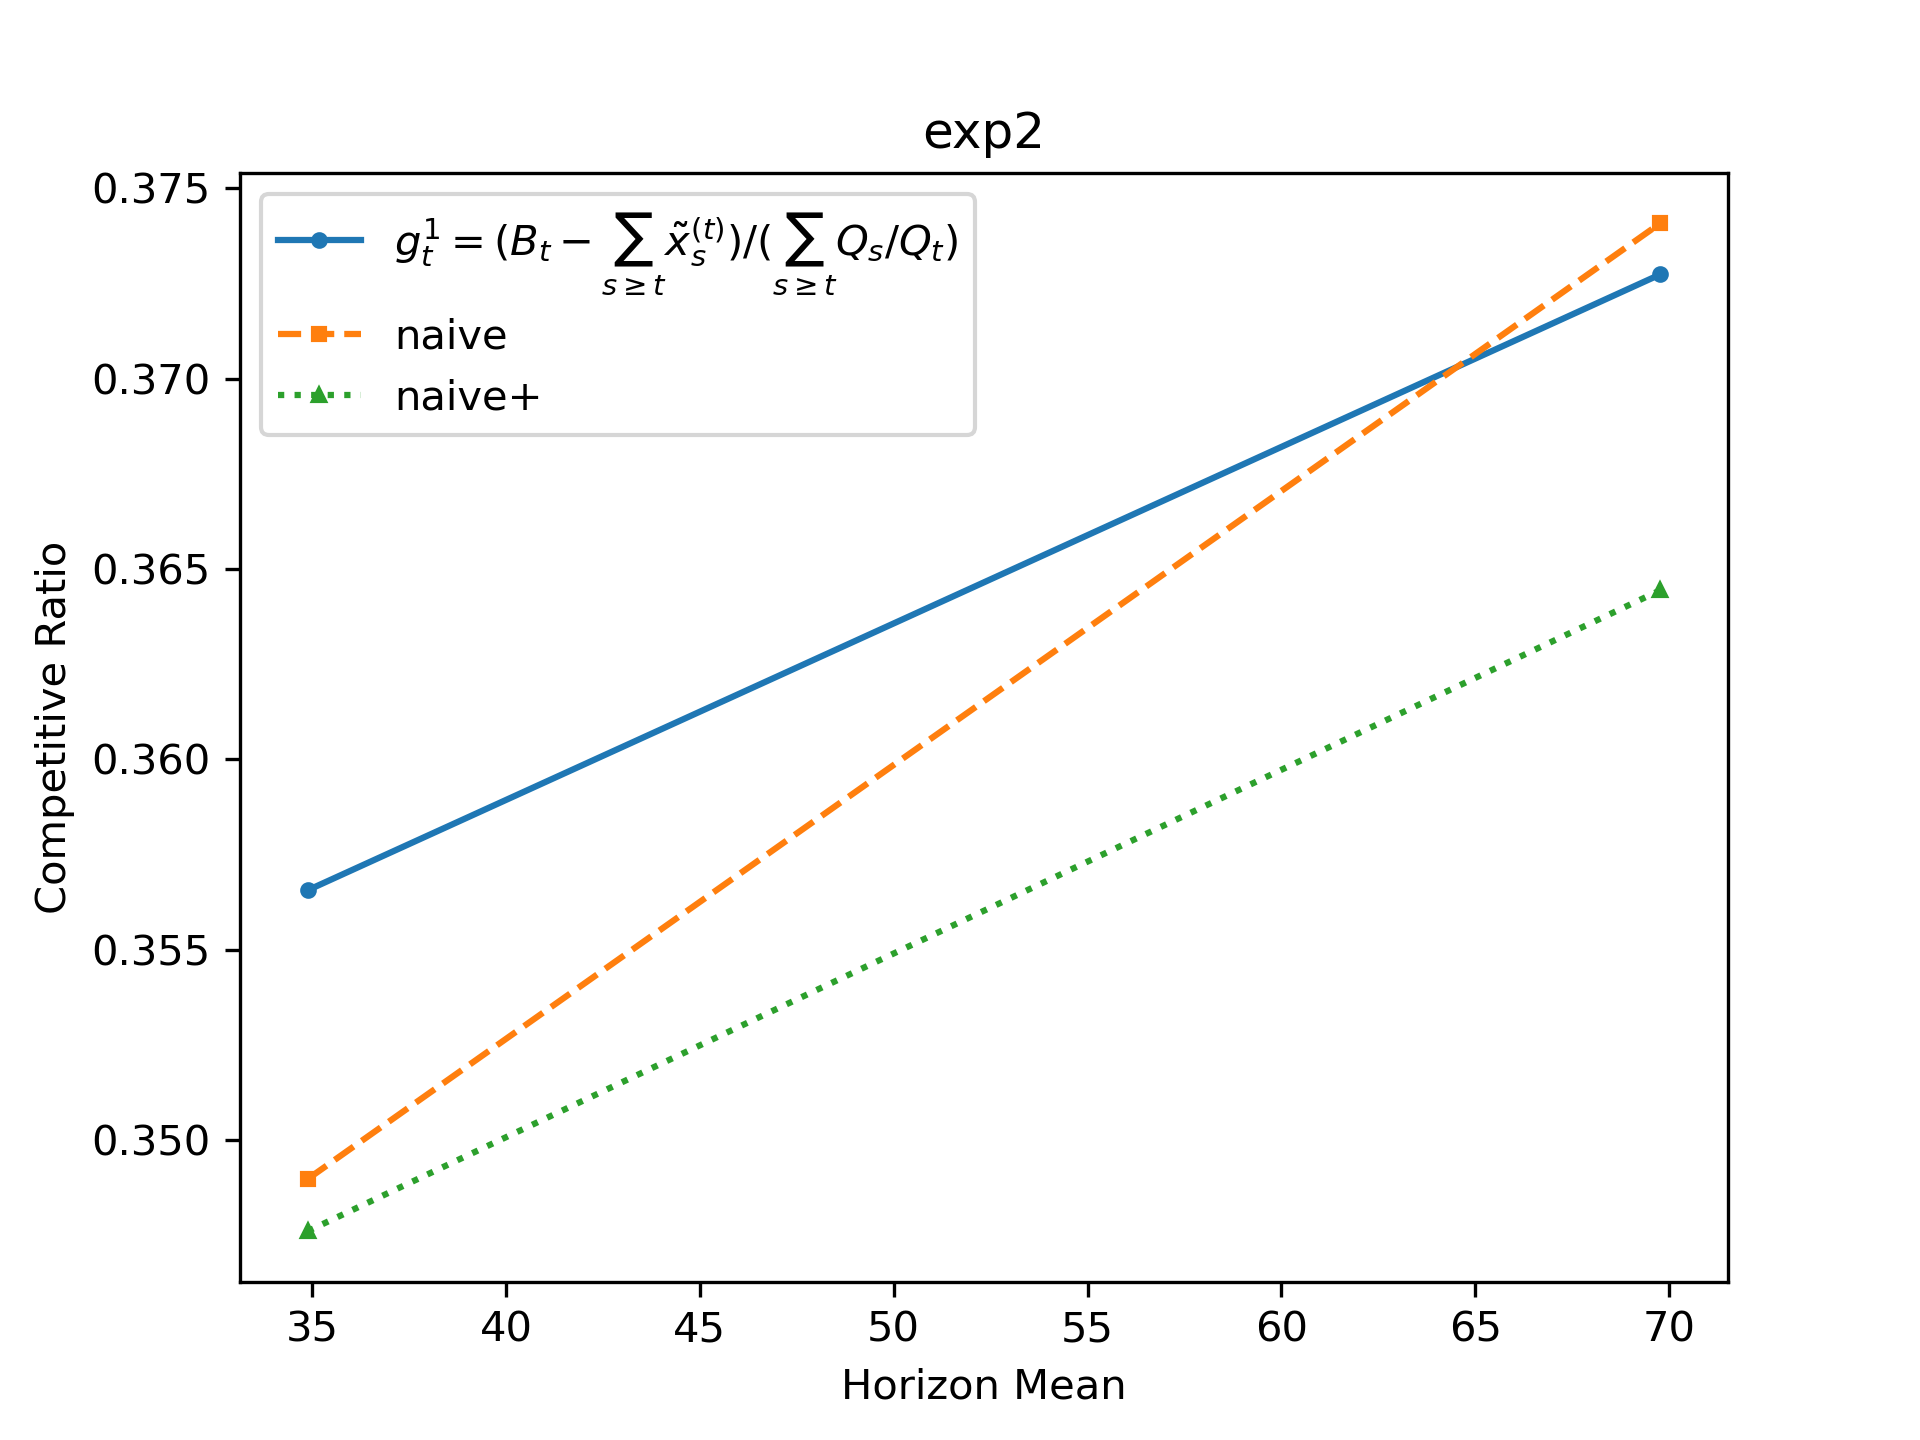 exp2
0.375
0.370
0.365
0.360
0.355
0.350
Competitive Ratio
g_t^1 = (B_t − ∑_{s≥t} x̃_s^{(t)})/(∑_{s≥t} Q_s/Q_t)
naive
naive+
35 40 45 50 55 60 65 70
Horizon Mean